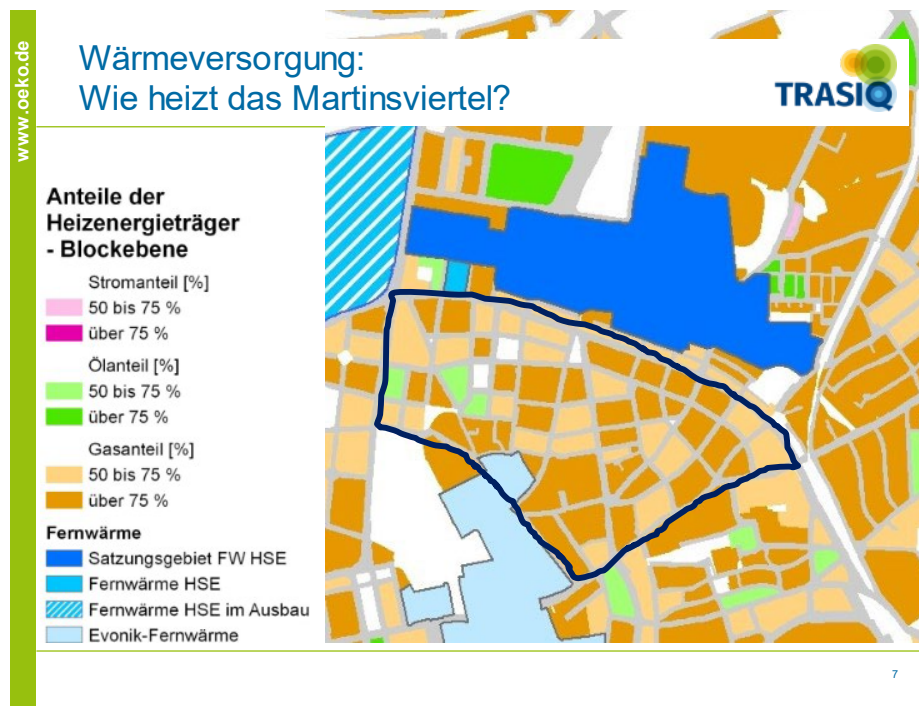 www.oeko.de
Wärmeversorgung:
Wie heizt das Martinsviertel?
TRASIQ
Anteile der
Heizenergieträger
- Blockebene
Stromanteil [%]
50 bis 75 %
über 75 %
Ölanteil [%]
50 bis 75 %
über 75 %
Gasanteil [%]
50 bis 75 %
über 75 %
Fernwärme
Satzungsgebiet FW HSE
Fernwärme HSE
Fernwärme HSE im Ausbau
Evonik-Fernwärme
7